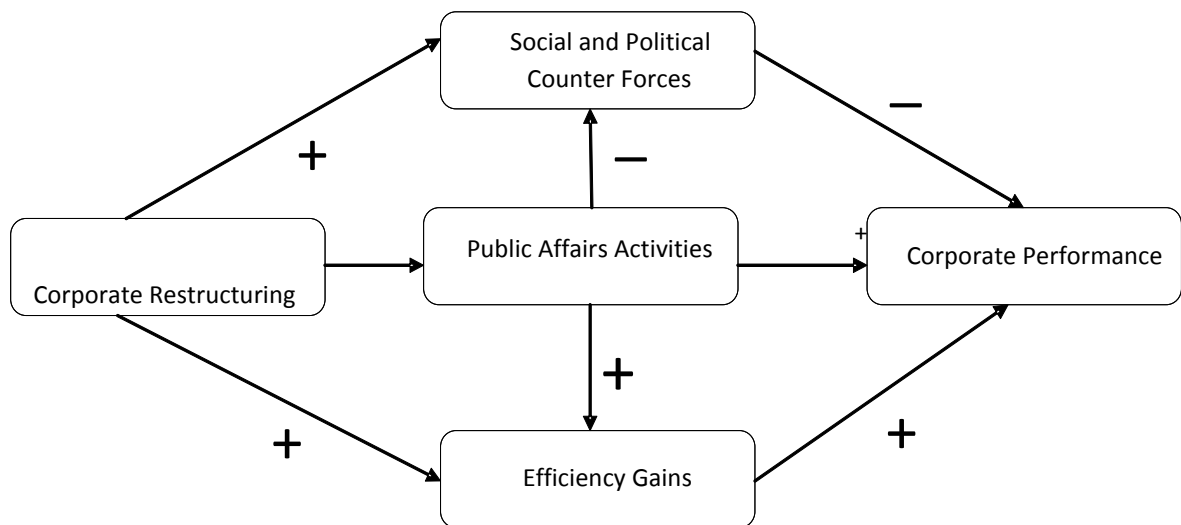 Social and Political
Counter Forces
−
+
−
Public Affairs Activities
+
Corporate Performance
Corporate Restructuring
+
+
+
Efficiency Gains